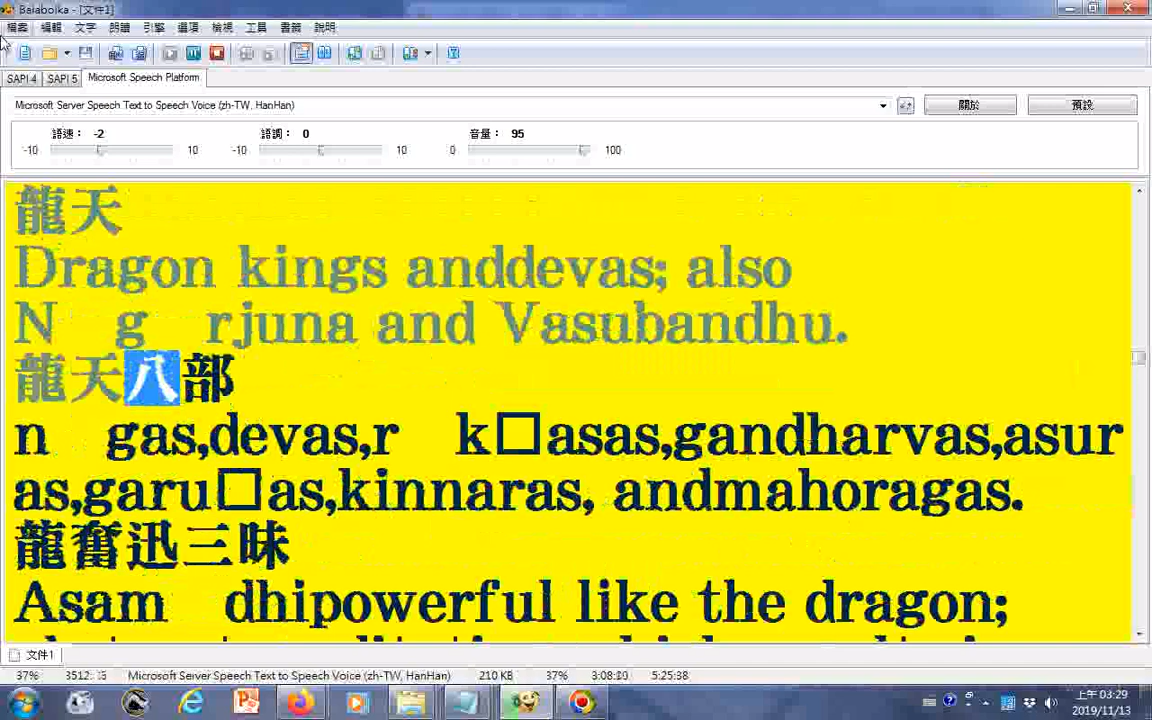 Balabolka - [文件1]
檔案 編輯 文字 朗讀 引擎 選項 檢視 工具 書籤 說明
SAPI 4 SAPI 5 Microsoft Speech Platform
Microsoft Server Speech Text to Speech Voice (zh-TW, HanHan) 關於 預設
語速： -2 語調： 0 音量： 95
-10 10 -10 10 0 100
龍天
Dragon kings anddevas; also
N g rjuna and Vasubandhu.
龍天八部
n gas,devas,r k□asas,gandharvas,asur
as,garu□as,kinnaras, andmahoragas.
龍奮迅三昧
Asam dhipowerful like the dragon;
文件1
37% Microsoft Server Speech Text to Speech Voice (zh-TW, HanHan) 210 KB 37% 5:25:38
上午 03:29
2019/11/13